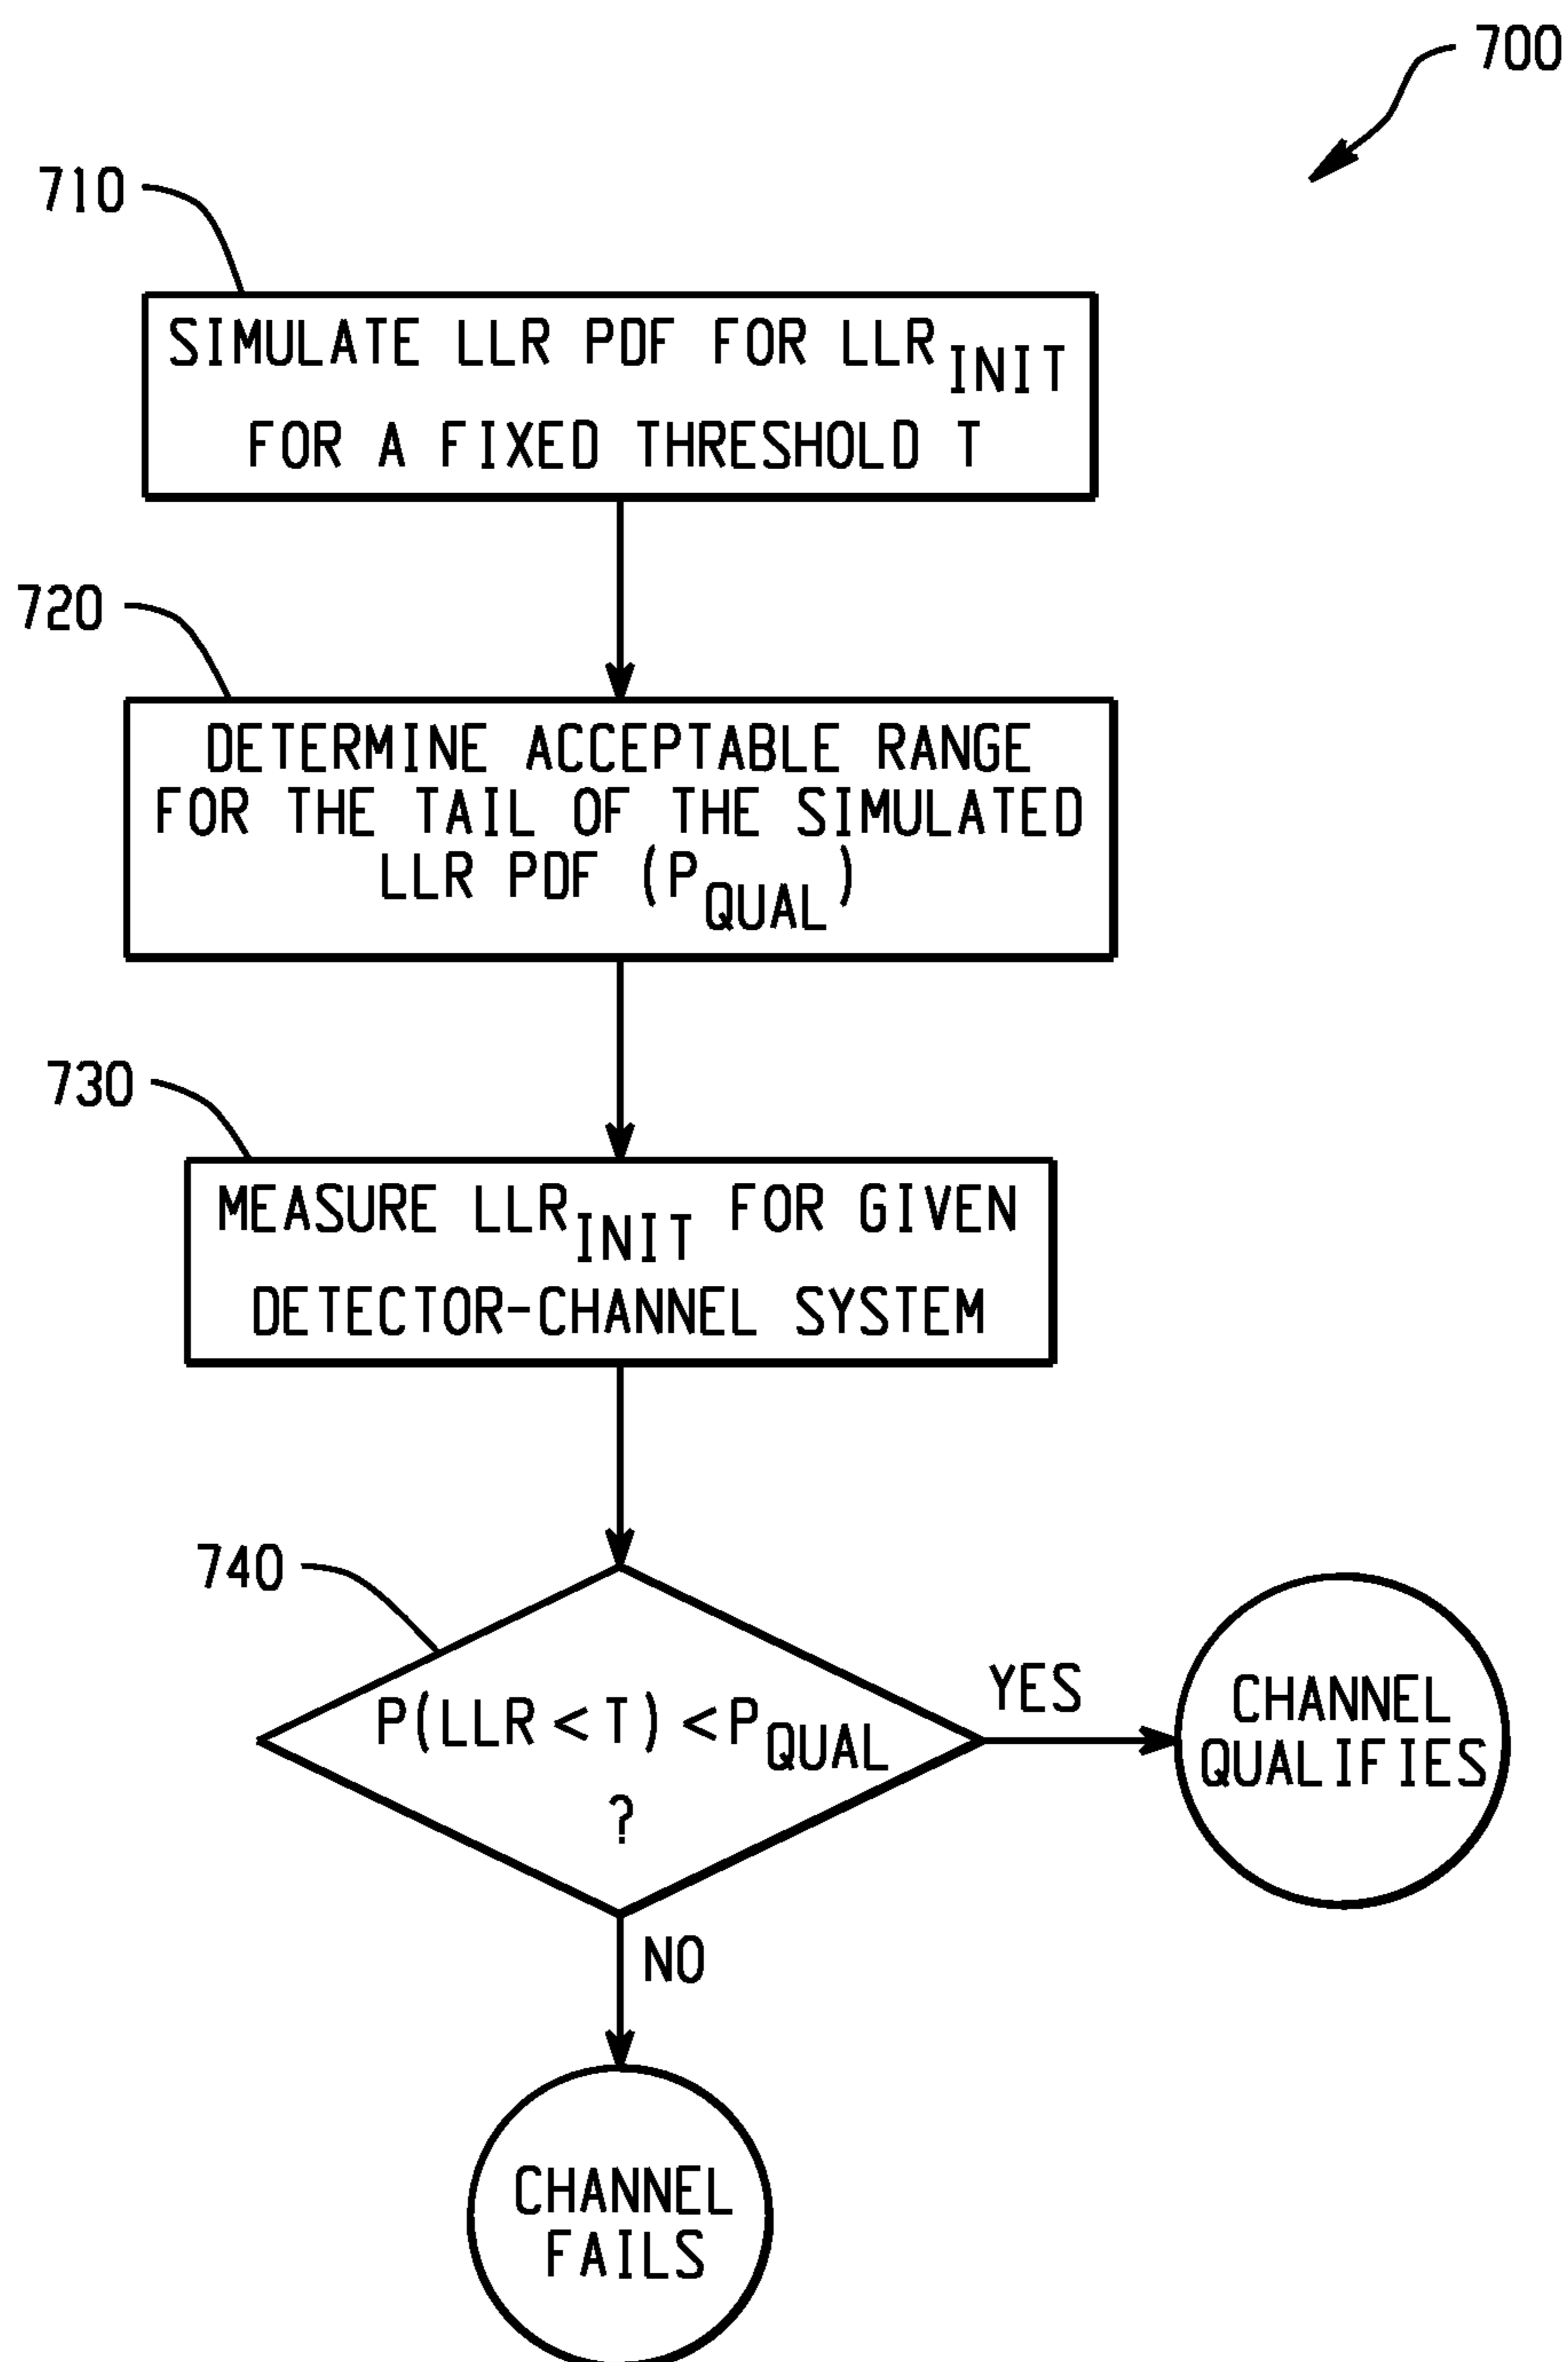 700
710
SIMULATE LLR PDF FOR LLR INIT
FOR A FIXED THRESHOLD T
720
DETERMINE ACCEPTABLE RANGE
FOR THE TAIL OF THE SIMULATED
LLR PDF (P QUAL)
730
MEASURE LLR INIT FOR GIVEN
DETECTOR-CHANNEL SYSTEM
740
P(LLR<T)<P QUAL
?
YES
CHANNEL
QUALIFIES
NO
CHANNEL
FAILS